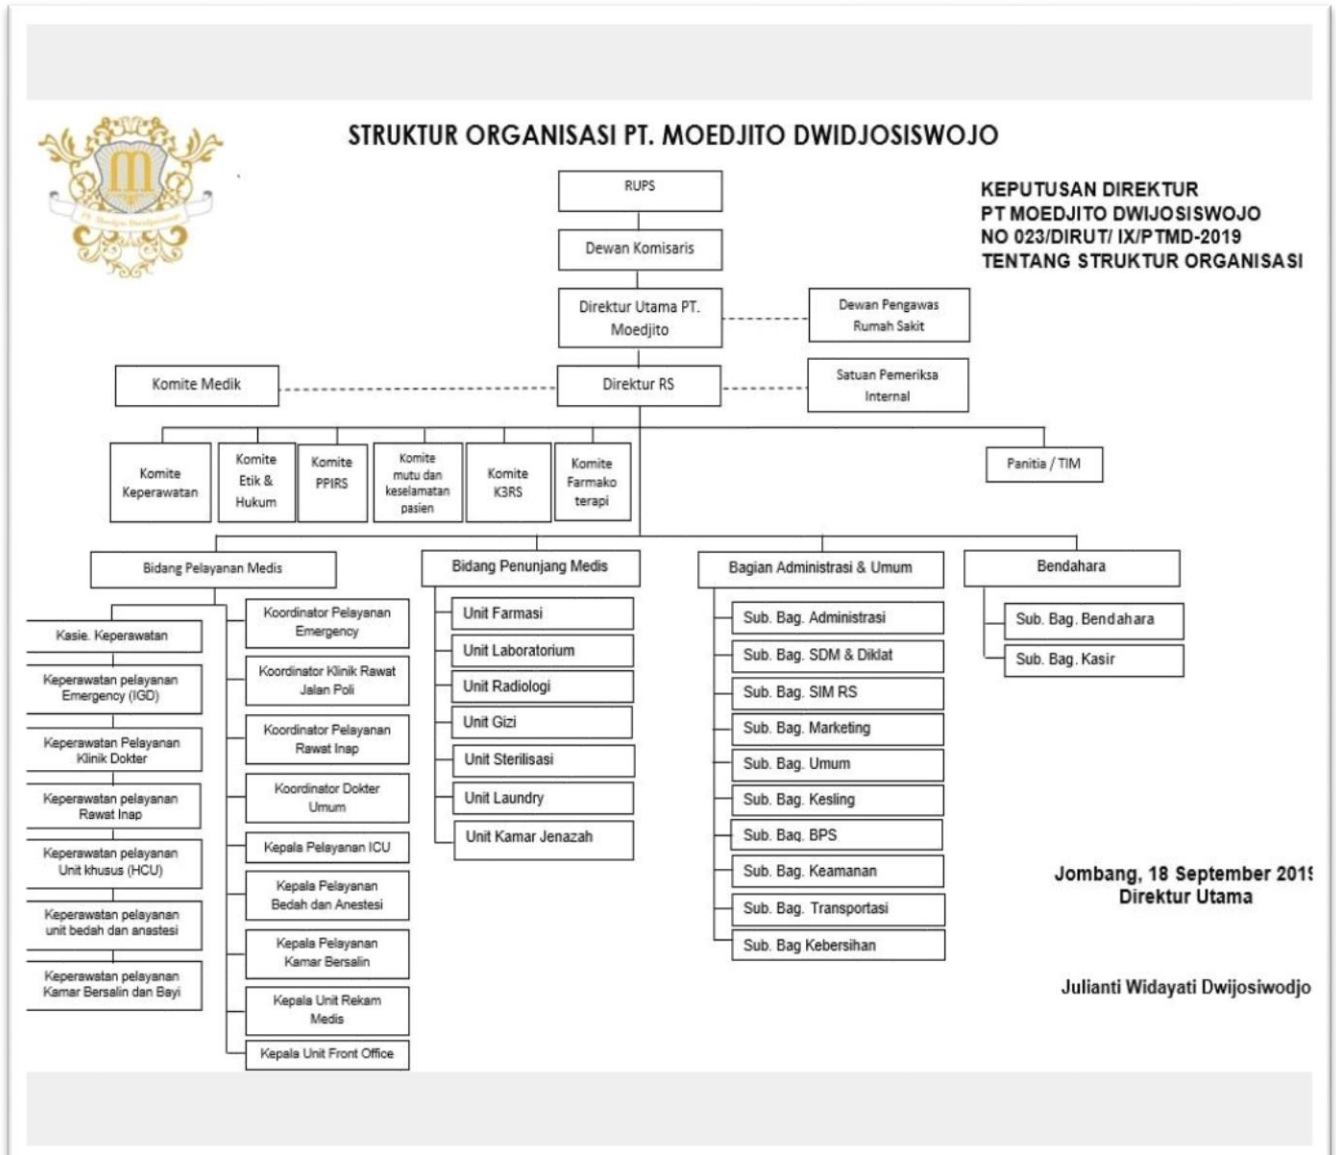 STRUKTUR ORGANISASI PT. MOEDJITO DWIDJOSISWOJO
M
KEPUTUSAN DIREKTUR
PT MOEDJITO DWIJOSISWOJO
NO 023/DIRUT/ IX/PTMD-2019
TENTANG STRUKTUR ORGANISASI
RUPS
Dewan Komisaris
Direktur Utama PT.
Moedjito
Dewan Pengawas
Rumah Sakit
Komite Medik
Direktur RS
Satuan Pemeriksa
Internal
Komite
Keperawatan
Komite
Etik &
Hukum
Komite
PPIRS
Komite
mutu dan
keselamatan
pasien
Komite
K3RS
Komite
Farmako
terapi
Panitia / TIM
Bidang Pelayanan Medis
Kasie. Keperawatan
Keperawatan pelayanan
Emergency (IGD)
Keperawatan Pelayanan
Klinik Dokter
Keperawatan pelayanan
Rawat Inap
Keperawatan pelayanan
Unit khusus (HCU)
Keperawatan pelayanan
unit bedah dan anastesi
Keperawatan pelayanan
Kamar Bersalin dan Bayi
Koordinator Pelayanan
Emergency
Koordinator Klinik Rawat
Jalan Poli
Koordinator Pelayanan
Rawat Inap
Koordinator Dokter
Umum
Kepala Pelayanan ICU
Kepala Pelayanan
Bedah dan Anestesi
Kepala Pelayanan
Kamar Bersalin
Kepala Unit Rekam
Medis
Kepala Unit Front Office
Bidang Penunjang Medis
Unit Farmasi
Unit Laboratorium
Unit Radiologi
Unit Gizi
Unit Sterilisasi
Unit Laundry
Unit Kamar Jenazah
Bagian Administrasi & Umum
Sub. Bag. Administrasi
Sub. Bag. SDM & Diklat
Sub. Bag. SIM RS
Sub. Bag. Marketing
Sub. Bag. Umum
Sub. Bag. Kesling
Sub. Bag. BPS
Sub. Bag. Keamanan
Sub. Bag. Transportasi
Sub. Bag Kebersihan
Bendahara
Sub. Bag. Bendahara
Sub. Bag. Kasir
Jombang, 18 September 2019
Direktur Utama
Julianti Widayati Dwijosiwodjo